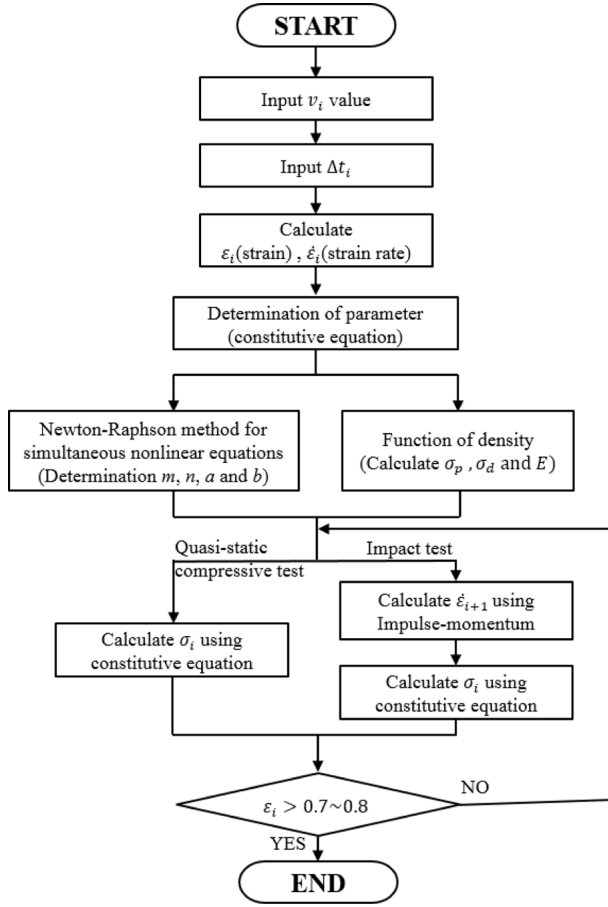 START
Input v_i value
Input Δt_i
Calculate
ε_i(strain) , ε̇_i(strain rate)
Determination of parameter
(constitutive equation)
Newton-Raphson method for
simultaneous nonlinear equations
(Determination m, n, a and b)
Function of density
(Calculate σ_p , σ_d and E)
Quasi-static
compressive test
Impact test
Calculate σ_i using
constitutive equation
Calculate ε̇_{i+1} using
Impulse-momentum
Calculate σ_i using
constitutive equation
ε_i > 0.7~0.8
NO
YES
END